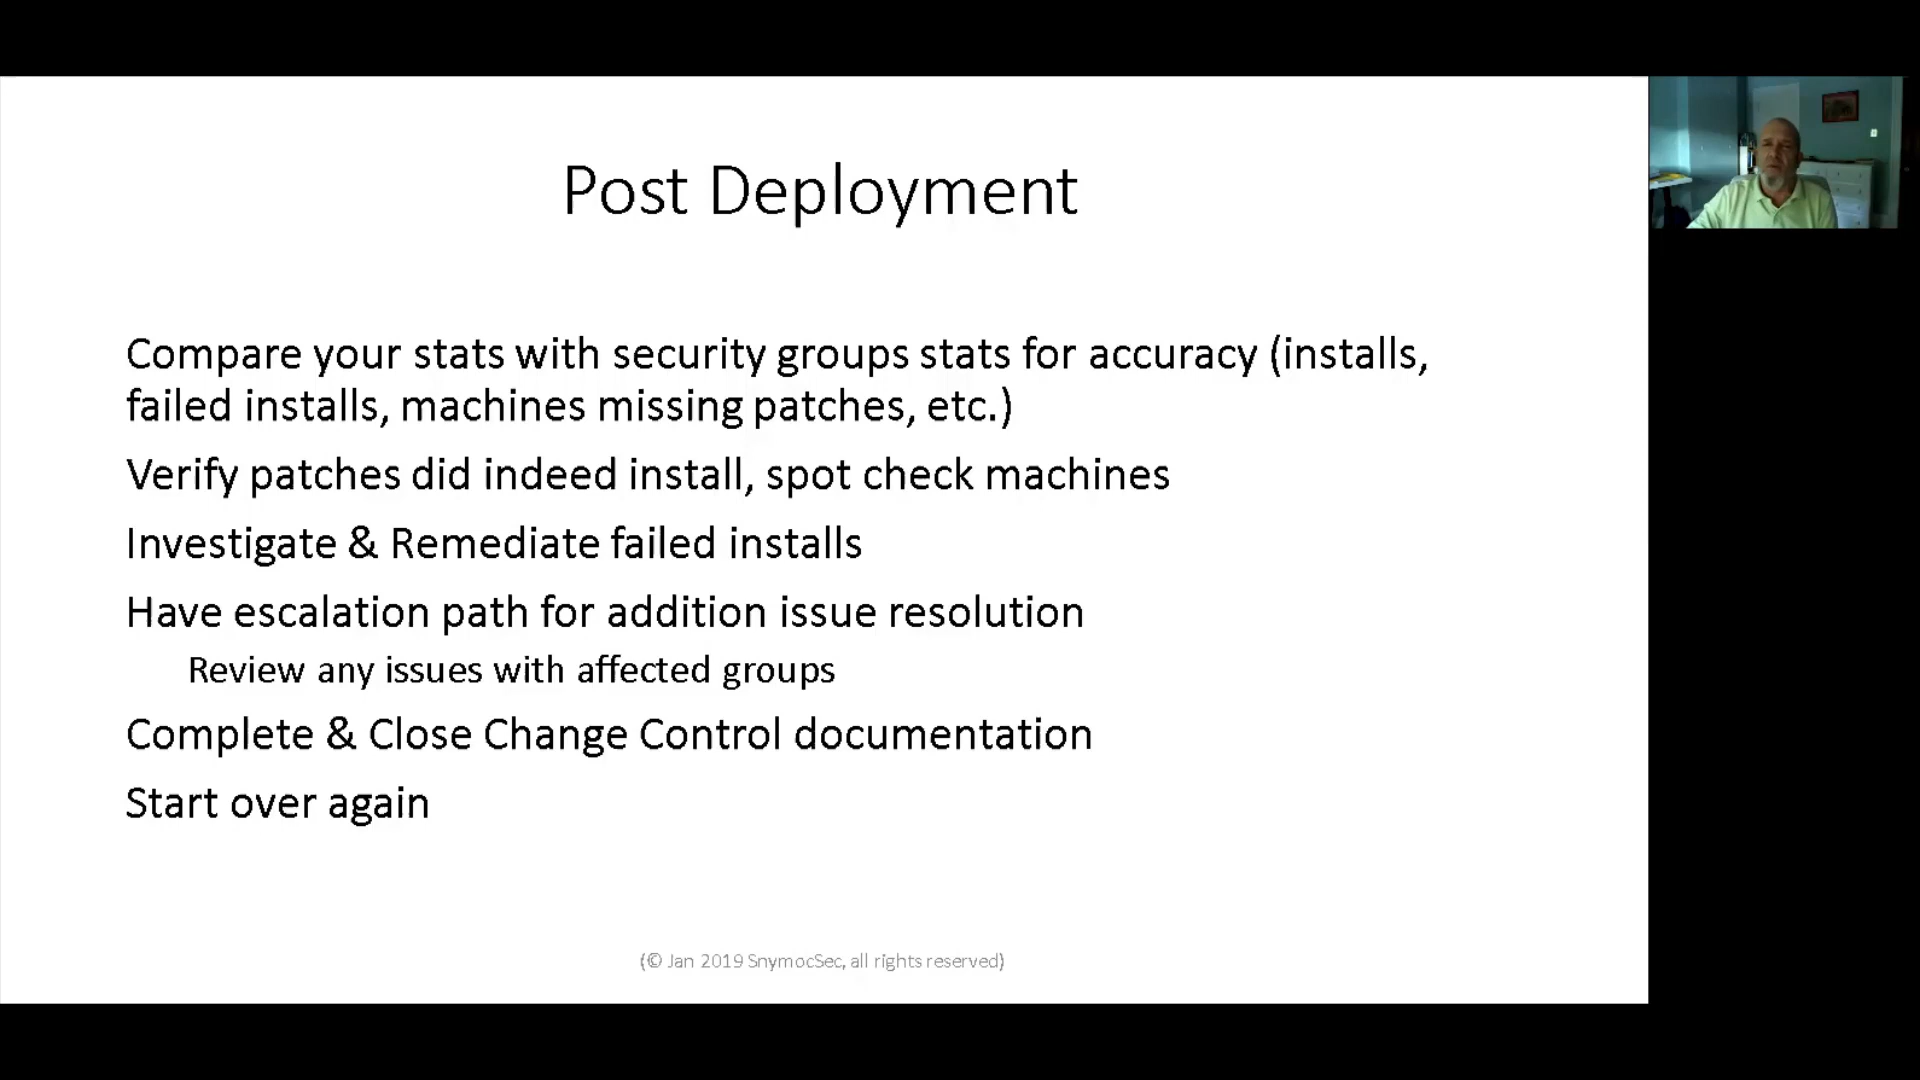 Post Deployment
Compare your stats with security groups stats for accuracy (installs,
failed installs, machines missing patches, etc.)
Verify patches did indeed install, spot check machines
Investigate & Remediate failed installs
Have escalation path for addition issue resolution
Review any issues with affected groups
Complete & Close Change Control documentation
Start over again
(© Jan 2019 SnymocSec, all rights reserved)